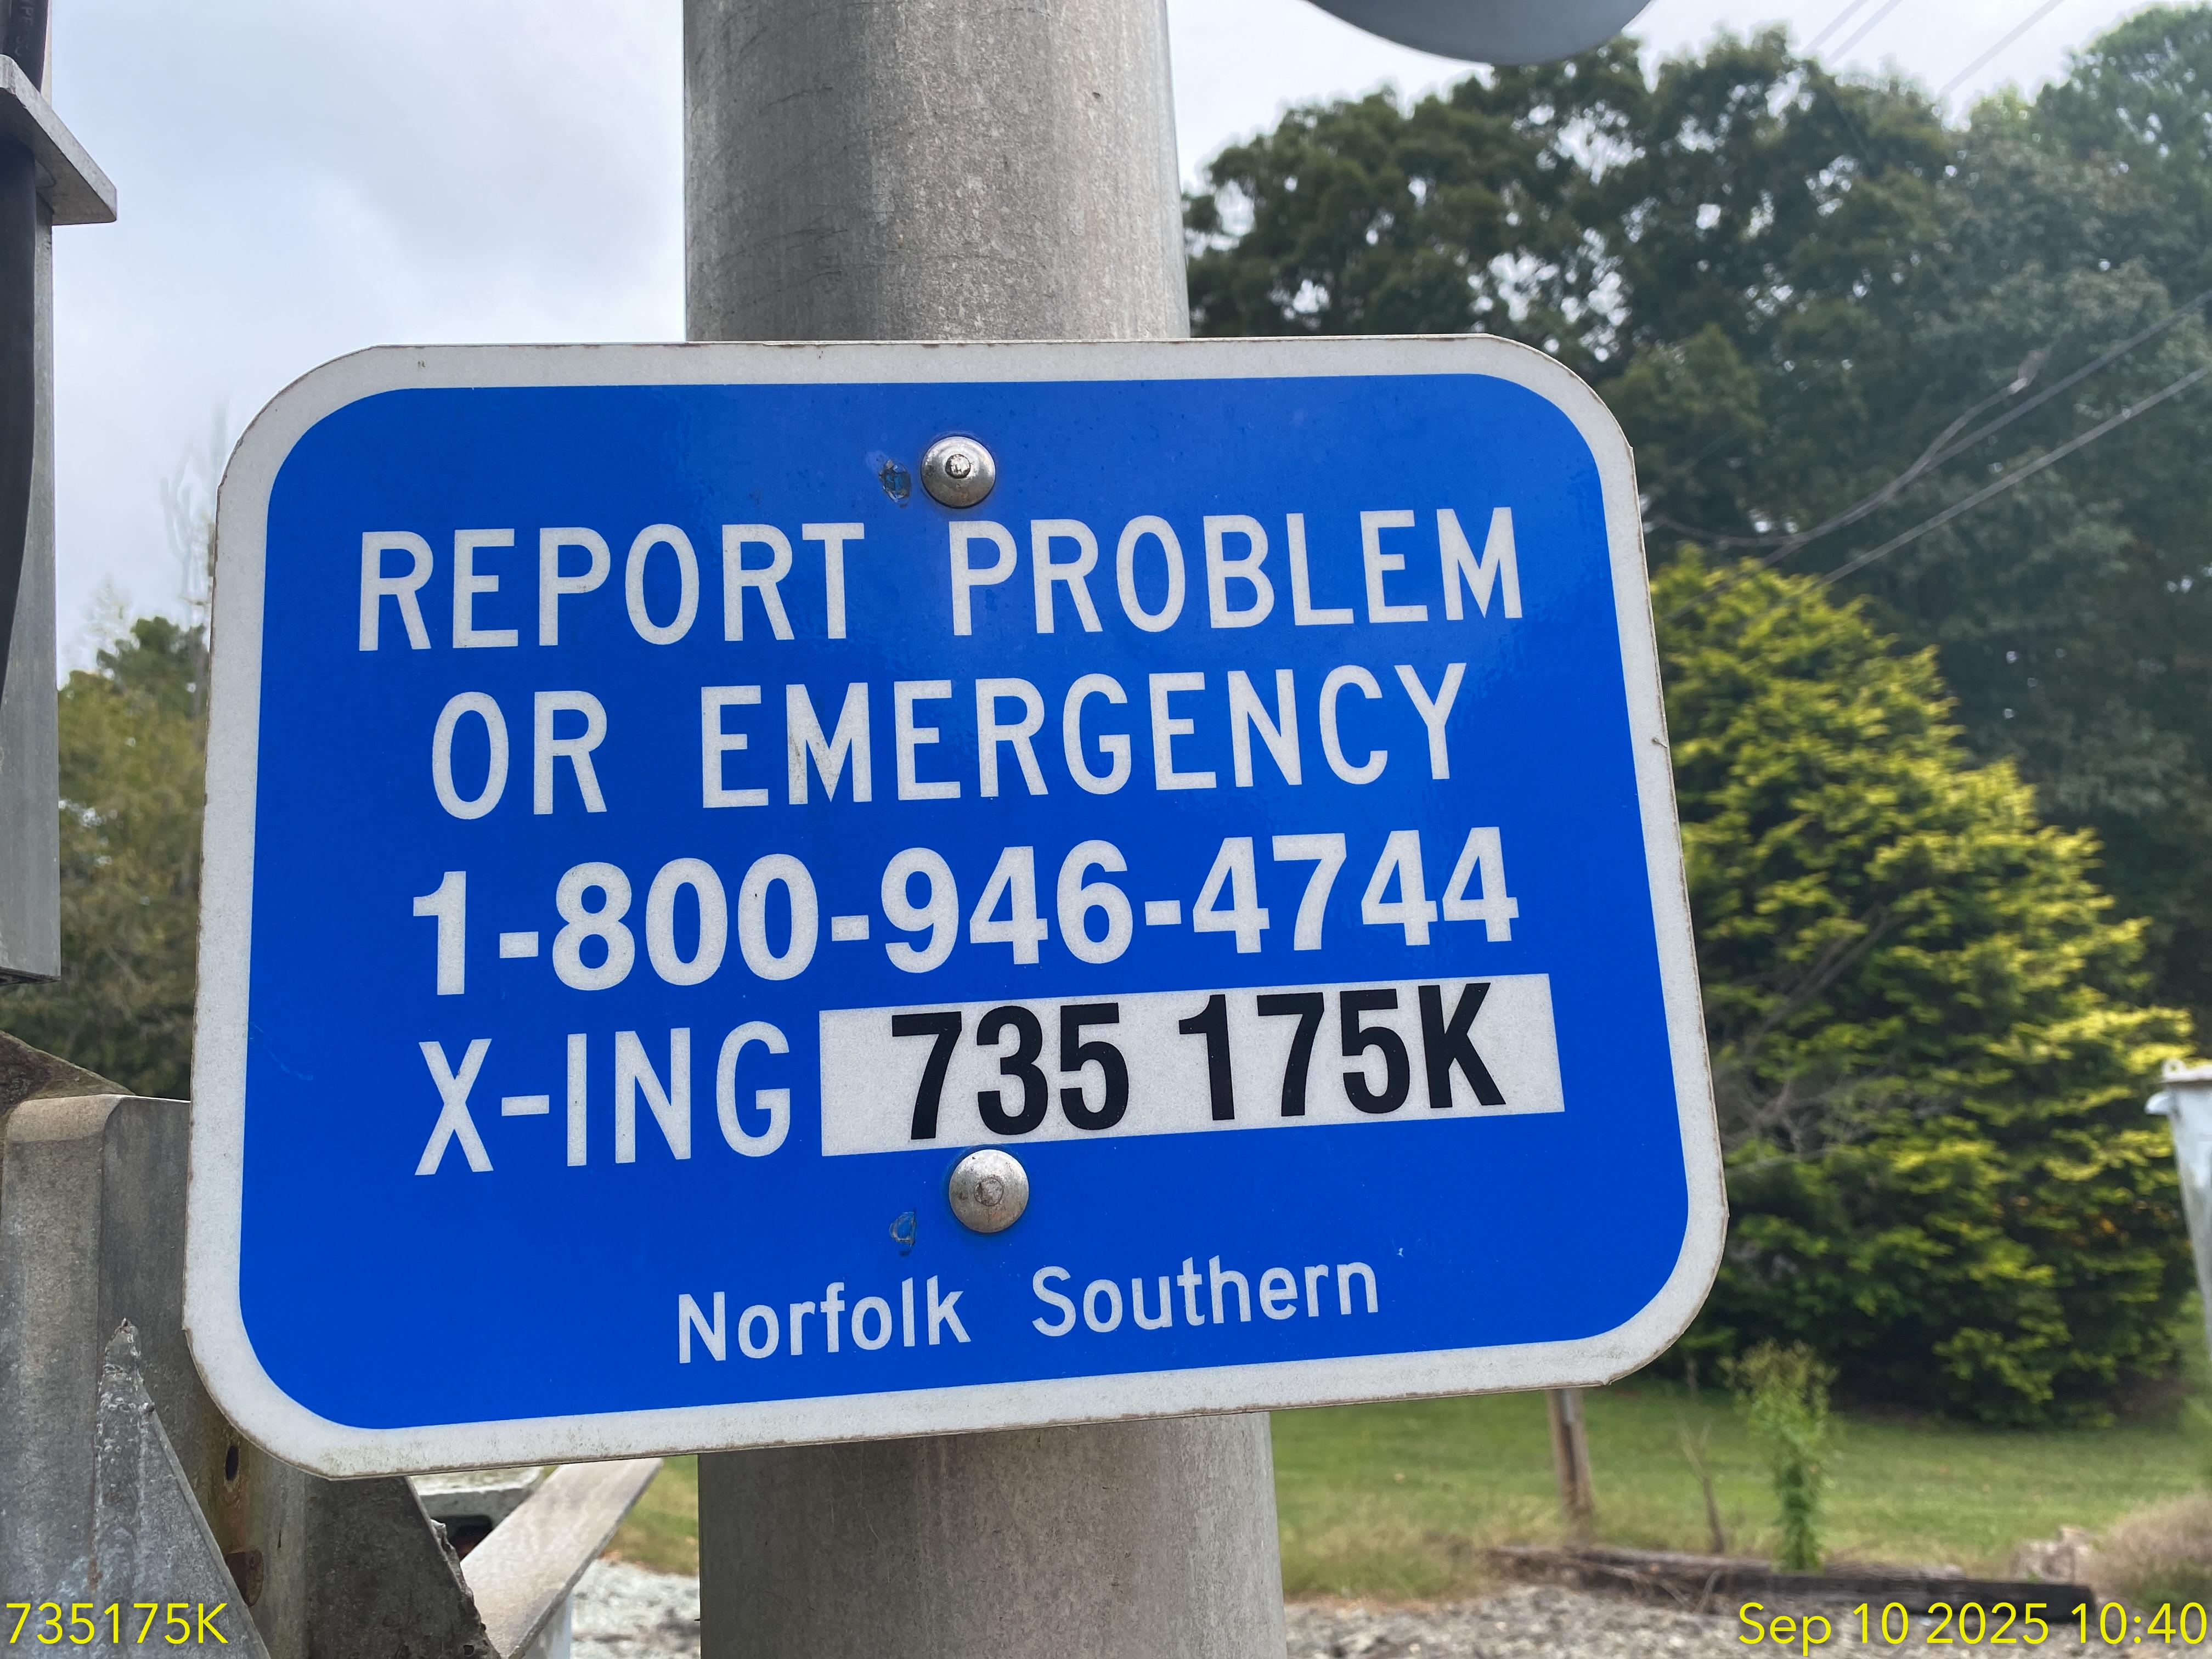 REPORT PROBLEM
OR EMERGENCY
1-800-946-4744
X-ING 735 175K
Norfolk Southern
735175K
Sep 10 2025 10:40